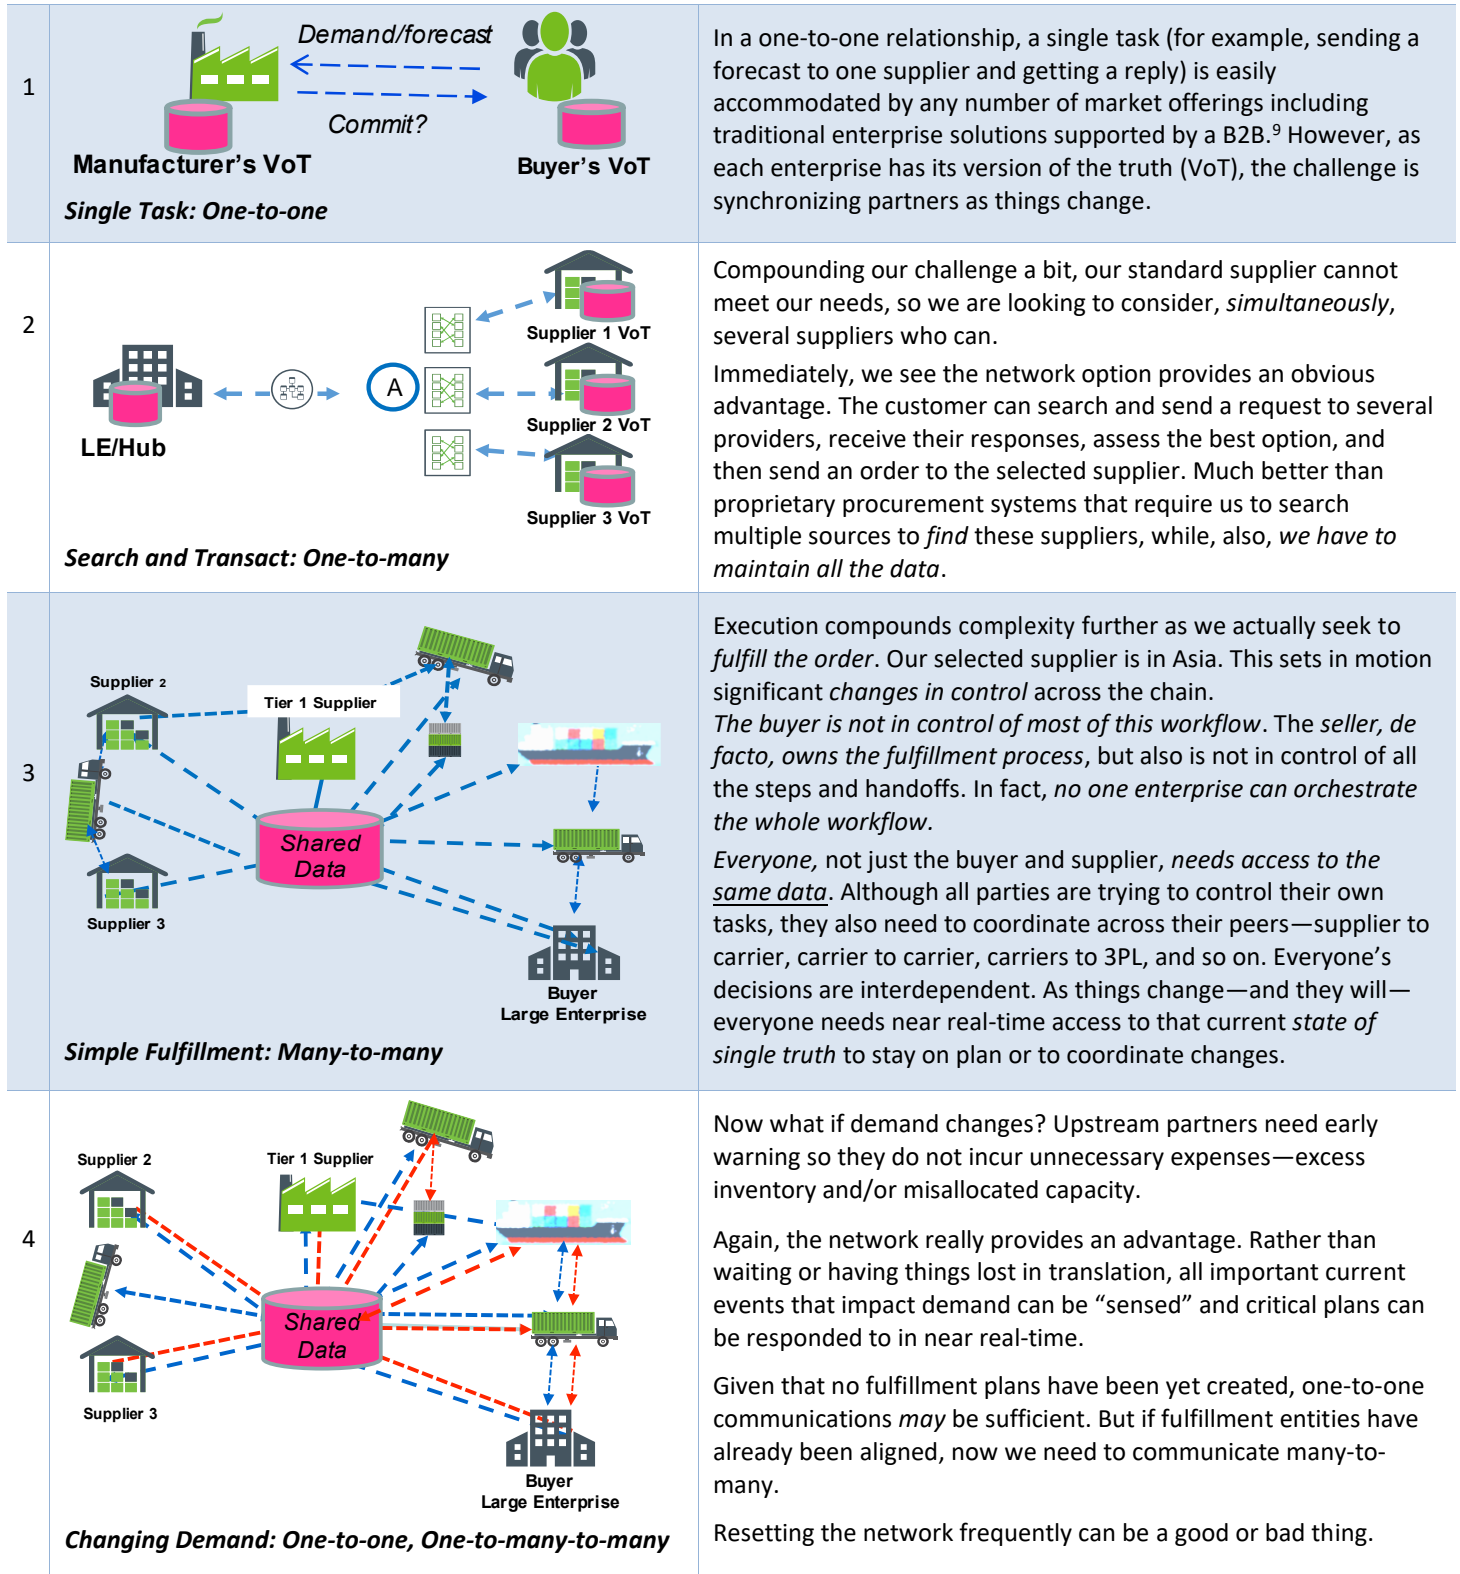 1
Demand/forecast
Commit?
Manufacturer’s VoT
Buyer’s VoT
Single Task: One-to-one
In a one-to-one relationship, a single task (for example, sending a
forecast to one supplier and getting a reply) is easily
accommodated by any number of market offerings including
traditional enterprise solutions supported by a B2B.⁹ However, as
each enterprise has its version of the truth (VoT), the challenge is
synchronizing partners as things change.
2
Supplier 1 VoT
A
Supplier 2 VoT
LE/Hub
Supplier 3 VoT
Search and Transact: One-to-many
Compounding our challenge a bit, our standard supplier cannot
meet our needs, so we are looking to consider, simultaneously,
several suppliers who can.
Immediately, we see the network option provides an obvious
advantage. The customer can search and send a request to several
providers, receive their responses, assess the best option, and
then send an order to the selected supplier. Much better than
proprietary procurement systems that require us to search
multiple sources to find these suppliers, while, also, we have to
maintain all the data.
3
Supplier 2
Tier 1 Supplier
Shared
Data
Supplier 3
Buyer
Large Enterprise
Simple Fulfillment: Many-to-many
Execution compounds complexity further as we actually seek to
fulfill the order. Our selected supplier is in Asia. This sets in motion
significant changes in control across the chain.
The buyer is not in control of most of this workflow. The seller, de
facto, owns the fulfillment process, but also is not in control of all
the steps and handoffs. In fact, no one enterprise can orchestrate
the whole workflow.
Everyone, not just the buyer and supplier, needs access to the
same data. Although all parties are trying to control their own
tasks, they also need to coordinate across their peers—supplier to
carrier, carrier to carrier, carriers to 3PL, and so on. Everyone’s
decisions are interdependent. As things change—and they will—
everyone needs near real-time access to that current state of
single truth to stay on plan or to coordinate changes.
4
Supplier 2
Tier 1 Supplier
Shared
Data
Supplier 3
Buyer
Large Enterprise
Changing Demand: One-to-one, One-to-many-to-many
Now what if demand changes? Upstream partners need early
warning so they do not incur unnecessary expenses—excess
inventory and/or misallocated capacity.
Again, the network really provides an advantage. Rather than
waiting or having things lost in translation, all important current
events that impact demand can be “sensed” and critical plans can
be responded to in near real-time.
Given that no fulfillment plans have been yet created, one-to-one
communications may be sufficient. But if fulfillment entities have
already been aligned, now we need to communicate many-to-
many.
Resetting the network frequently can be a good or bad thing.